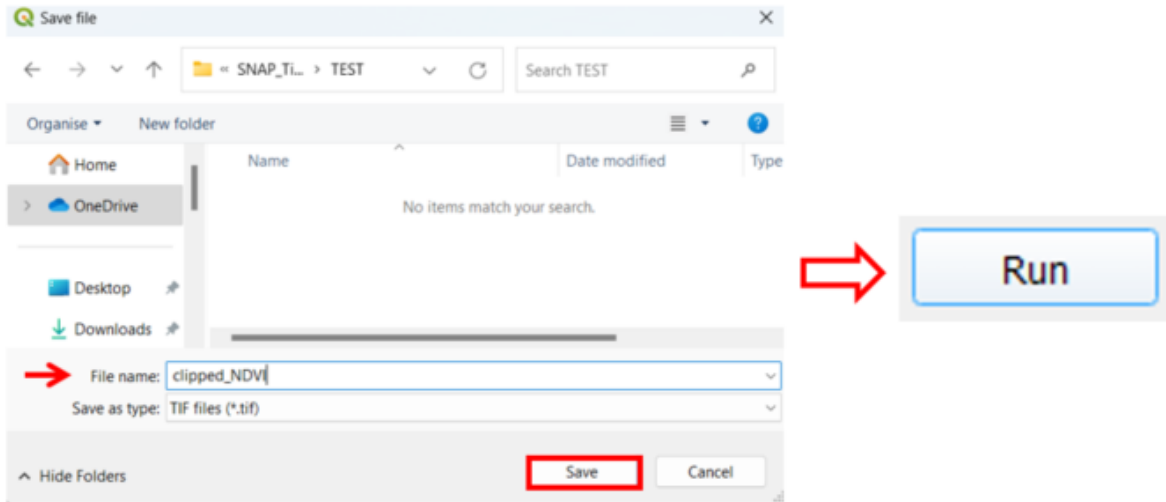 Save file
« SNAP_Ti... > TEST
Search TEST
Organise
New folder
Home
Name
Date modified
Type
OneDrive
No items match your search.
Desktop
Downloads
File name: clipped_NDVI
Save as type: TIF files (*.tif)
Hide Folders
Save
Cancel
Run